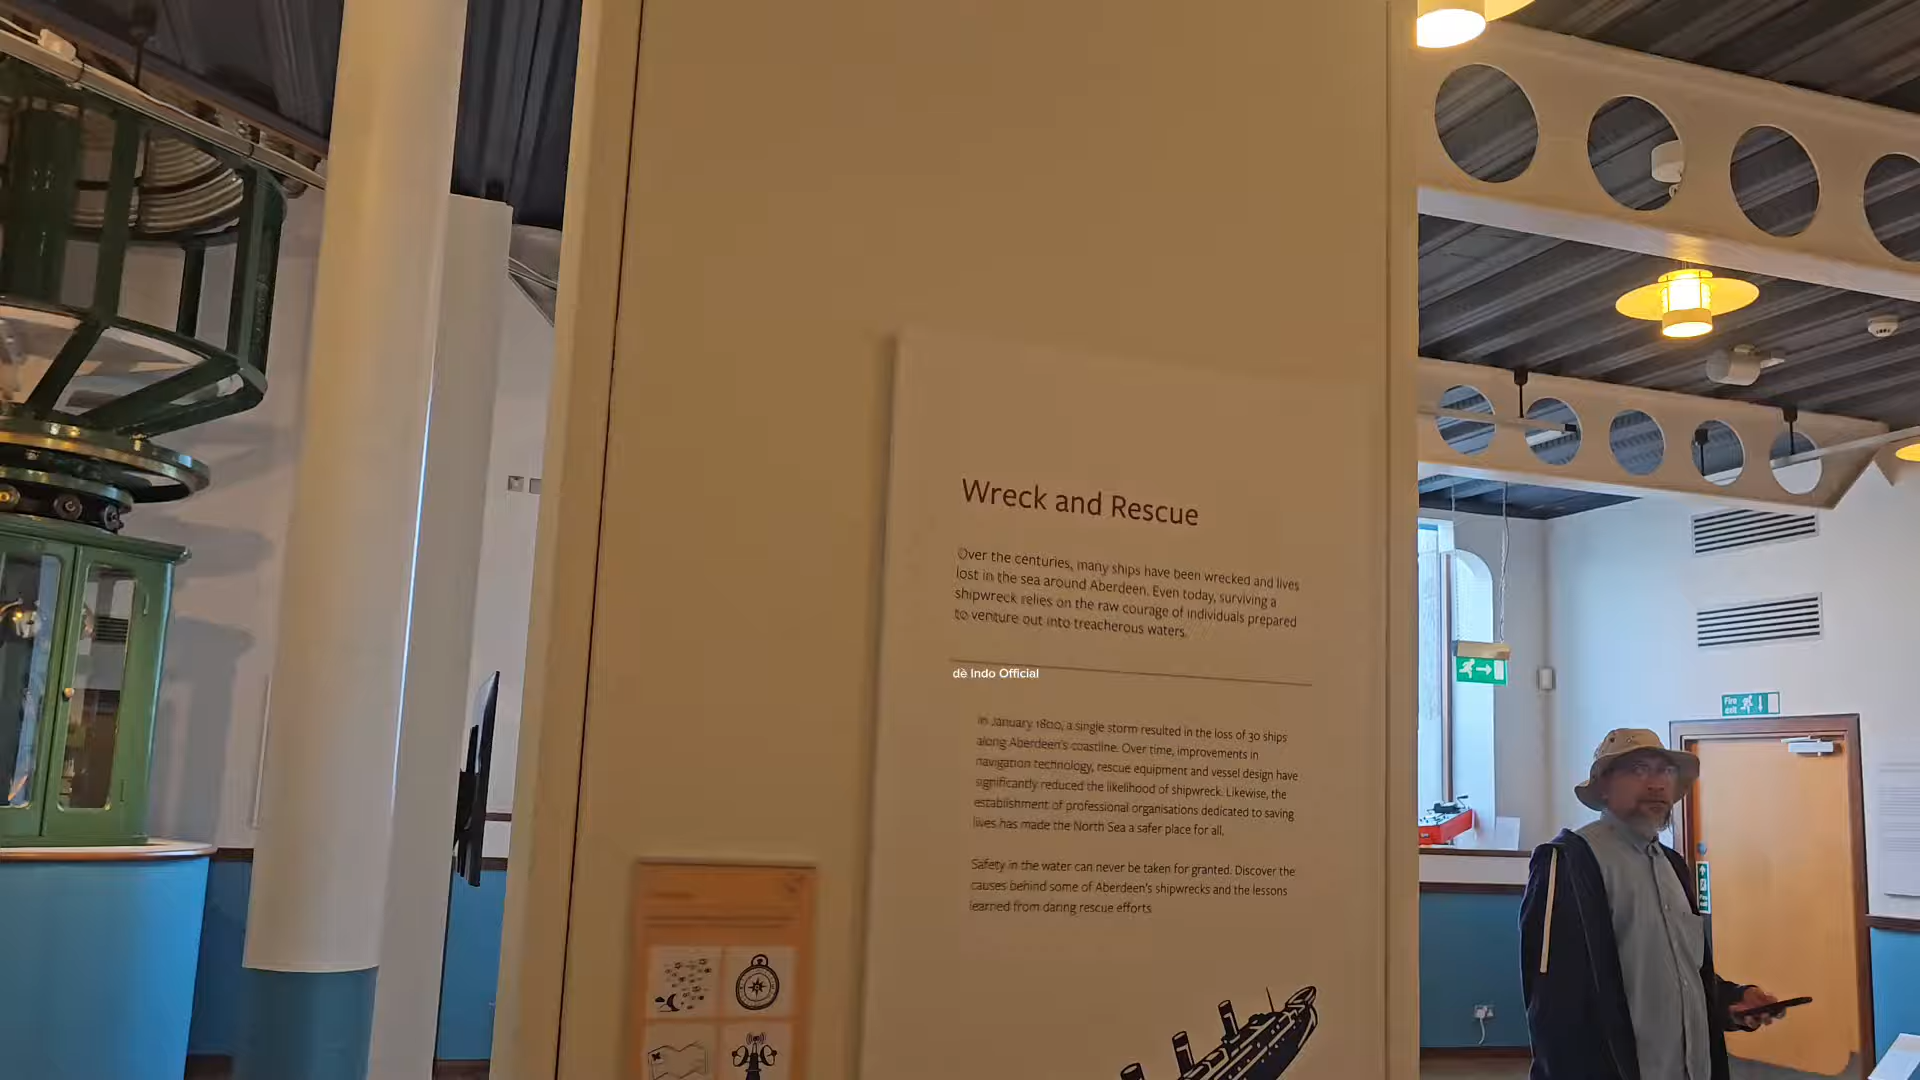 Wreck and Rescue
Over the centuries, many ships have been wrecked and lives
lost in the sea around Aberdeen. Even today, surviving a
shipwreck relies on the raw courage of individuals prepared
to venture out into treacherous waters.
dè Indo Official
In January 1800, a single storm resulted in the loss of 30 ships
along Aberdeen's coastline. Over time, improvements in
navigation technology, rescue equipment and vessel design have
significantly reduced the likelihood of shipwreck. Likewise, the
establishment of professional organisations dedicated to saving
lives has made the North Sea a safer place for all.
Safety in the water can never be taken for granted. Discover the
causes behind some of Aberdeen's shipwrecks and the lessons
learned from daring rescue efforts
Fire
exit